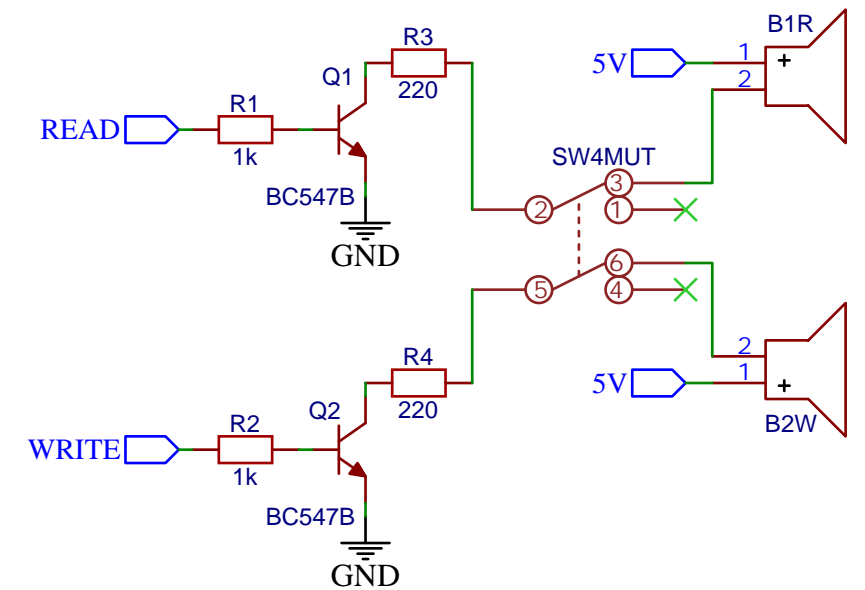 B1R
R3
5V
1
2
Q1
220
R1
READ
1k
SW4MUT
BC547B
3
2
1
GND
6
5
4
R4
2
1
5V
Q2
220
R2
B2W
WRITE
1k
BC547B
GND